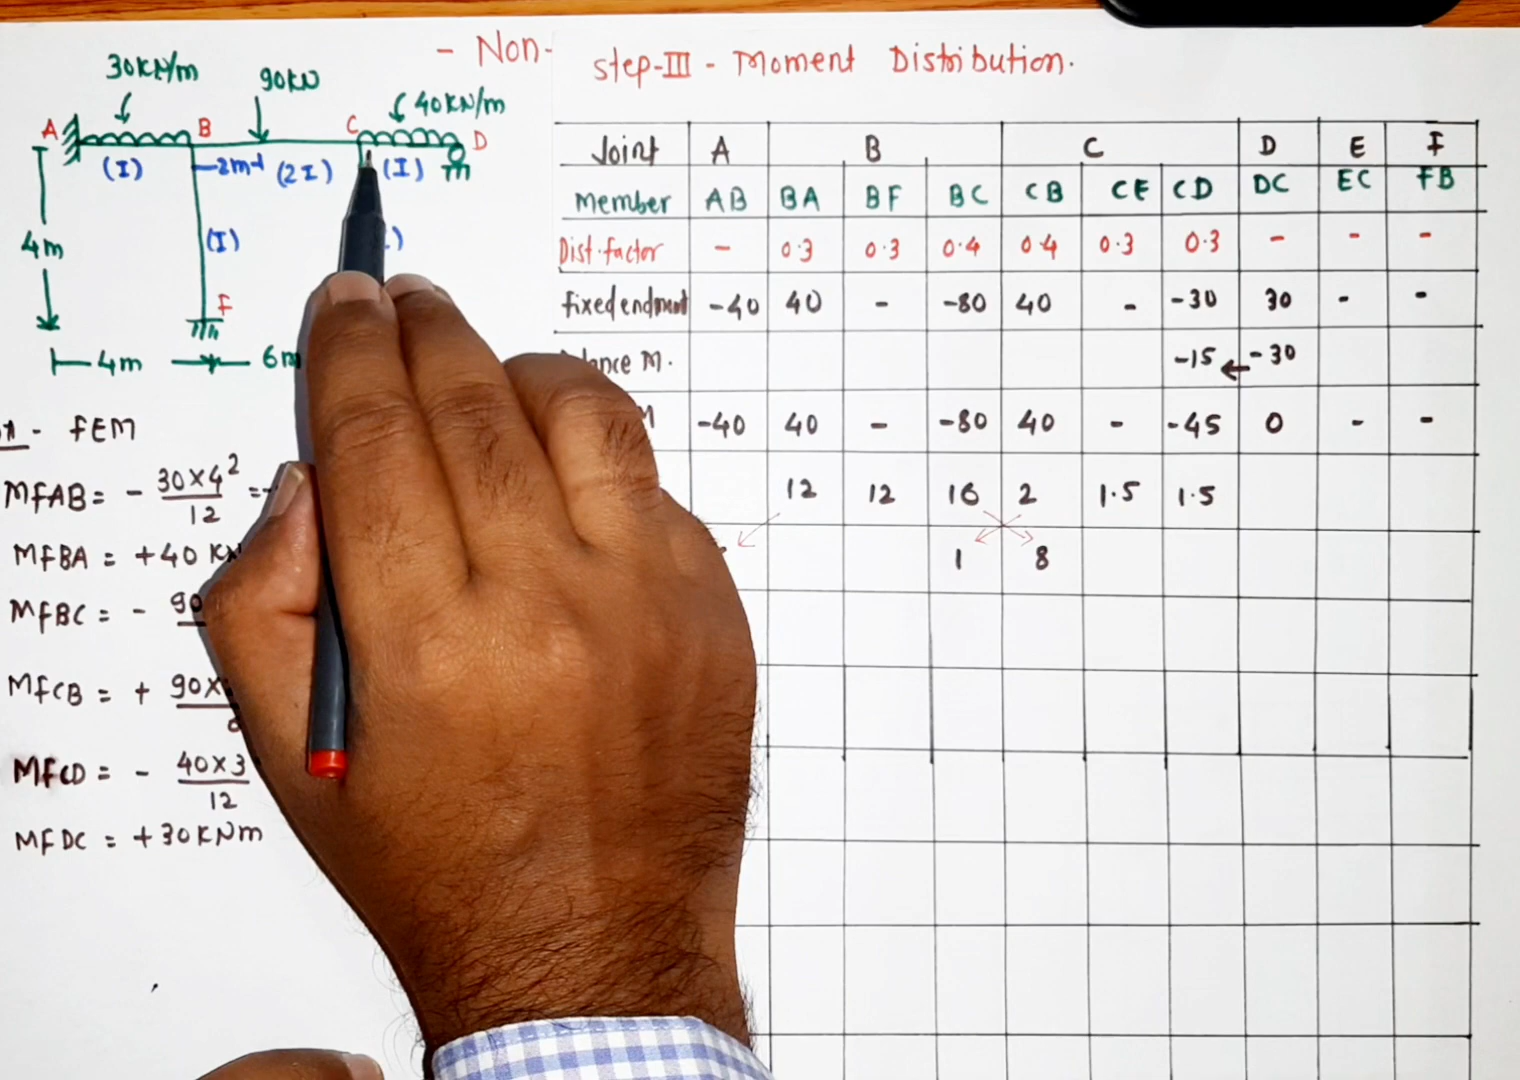 - Non-
Step-III - Moment Distribution.
30KN/m
90KN
40KN/m
A B C D
(I) 2m (2I) (I)
4m (I)
F
4m 6m
- FEM
MFAB = - 30×4² / 12 = -
MFBA = +40 KN
MFBC = - 90
MFCB = + 90×
MFCD = - 40×3 / 12
MFDC = +30KNm
Joint A B C D E F
Member AB BA BF BC CB CE CD DC EC FB
Dist.factor - 0.3 0.3 0.4 0.4 0.3 0.3 - - -
fixed end moment -40 40 - -80 40 - -30 30 - -
M. -15 ← -30
M -40 40 - -80 40 - -45 0 - -
12 12 16 2 1.5 1.5
1 8